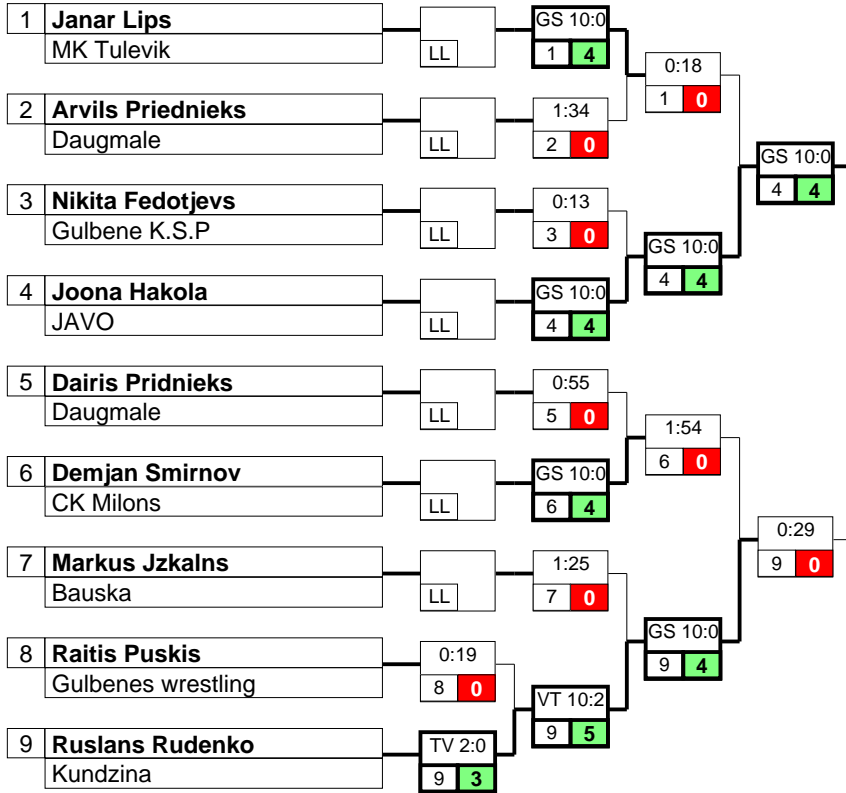 1 Janar Lips
MK Tulevik
LL
GS 10:0
1 4
0:18
1 0
2 Arvils Priednieks
Daugmale
LL
1:34
2 0
GS 10:0
4 4
3 Nikita Fedotjevs
Gulbene K.S.P
LL
0:13
3 0
GS 10:0
4 4
4 Joona Hakola
JAVO
LL
GS 10:0
4 4
5 Dairis Pridnieks
Daugmale
LL
0:55
5 0
1:54
6 0
6 Demjan Smirnov
CK Milons
LL
GS 10:0
6 4
0:29
9 0
7 Markus Jzkalns
Bauska
LL
1:25
7 0
GS 10:0
9 4
8 Raitis Puskis
Gulbenes wrestling
0:19
8 0
VT 10:2
9 5
9 Ruslans Rudenko
Kundzina
TV 2:0
9 3